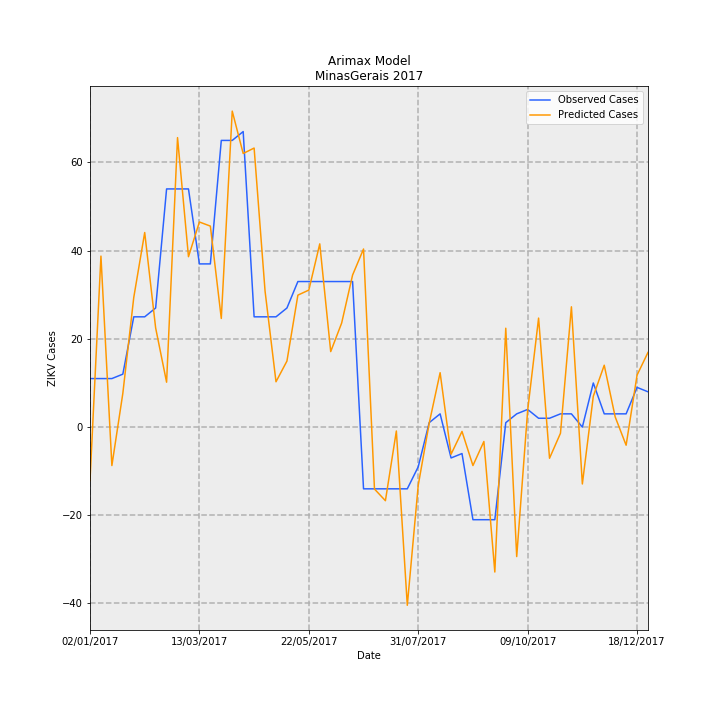 Arimax Model
MinasGerais 2017
Observed Cases
Predicted Cases
ZIKV Cases
60
40
20
0
−20
−40
02/01/2017
13/03/2017
22/05/2017
31/07/2017
09/10/2017
18/12/2017
Date